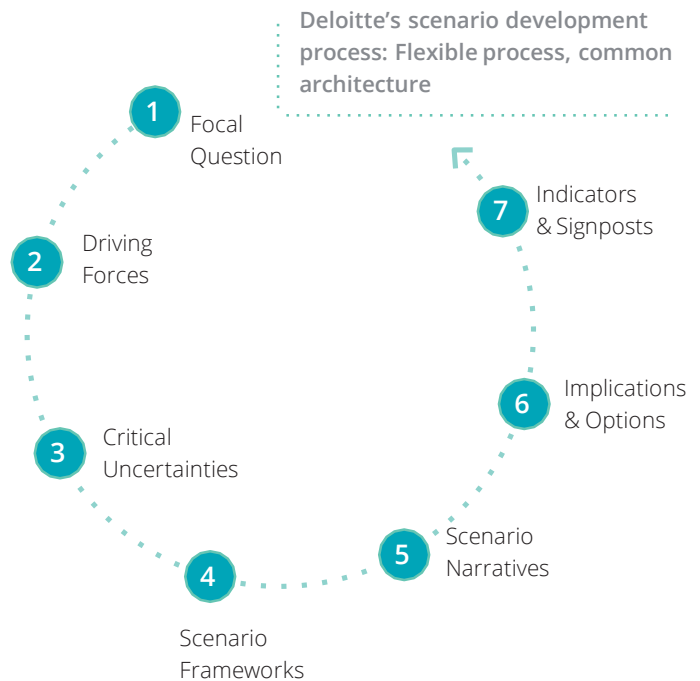 Deloitte's scenario development
process: Flexible process, common
architecture
1
Focal
Question
2
Driving
Forces
3
Critical
Uncertainties
4
Scenario
Frameworks
5
Scenario
Narratives
6
Implications
& Options
7
Indicators
& Signposts